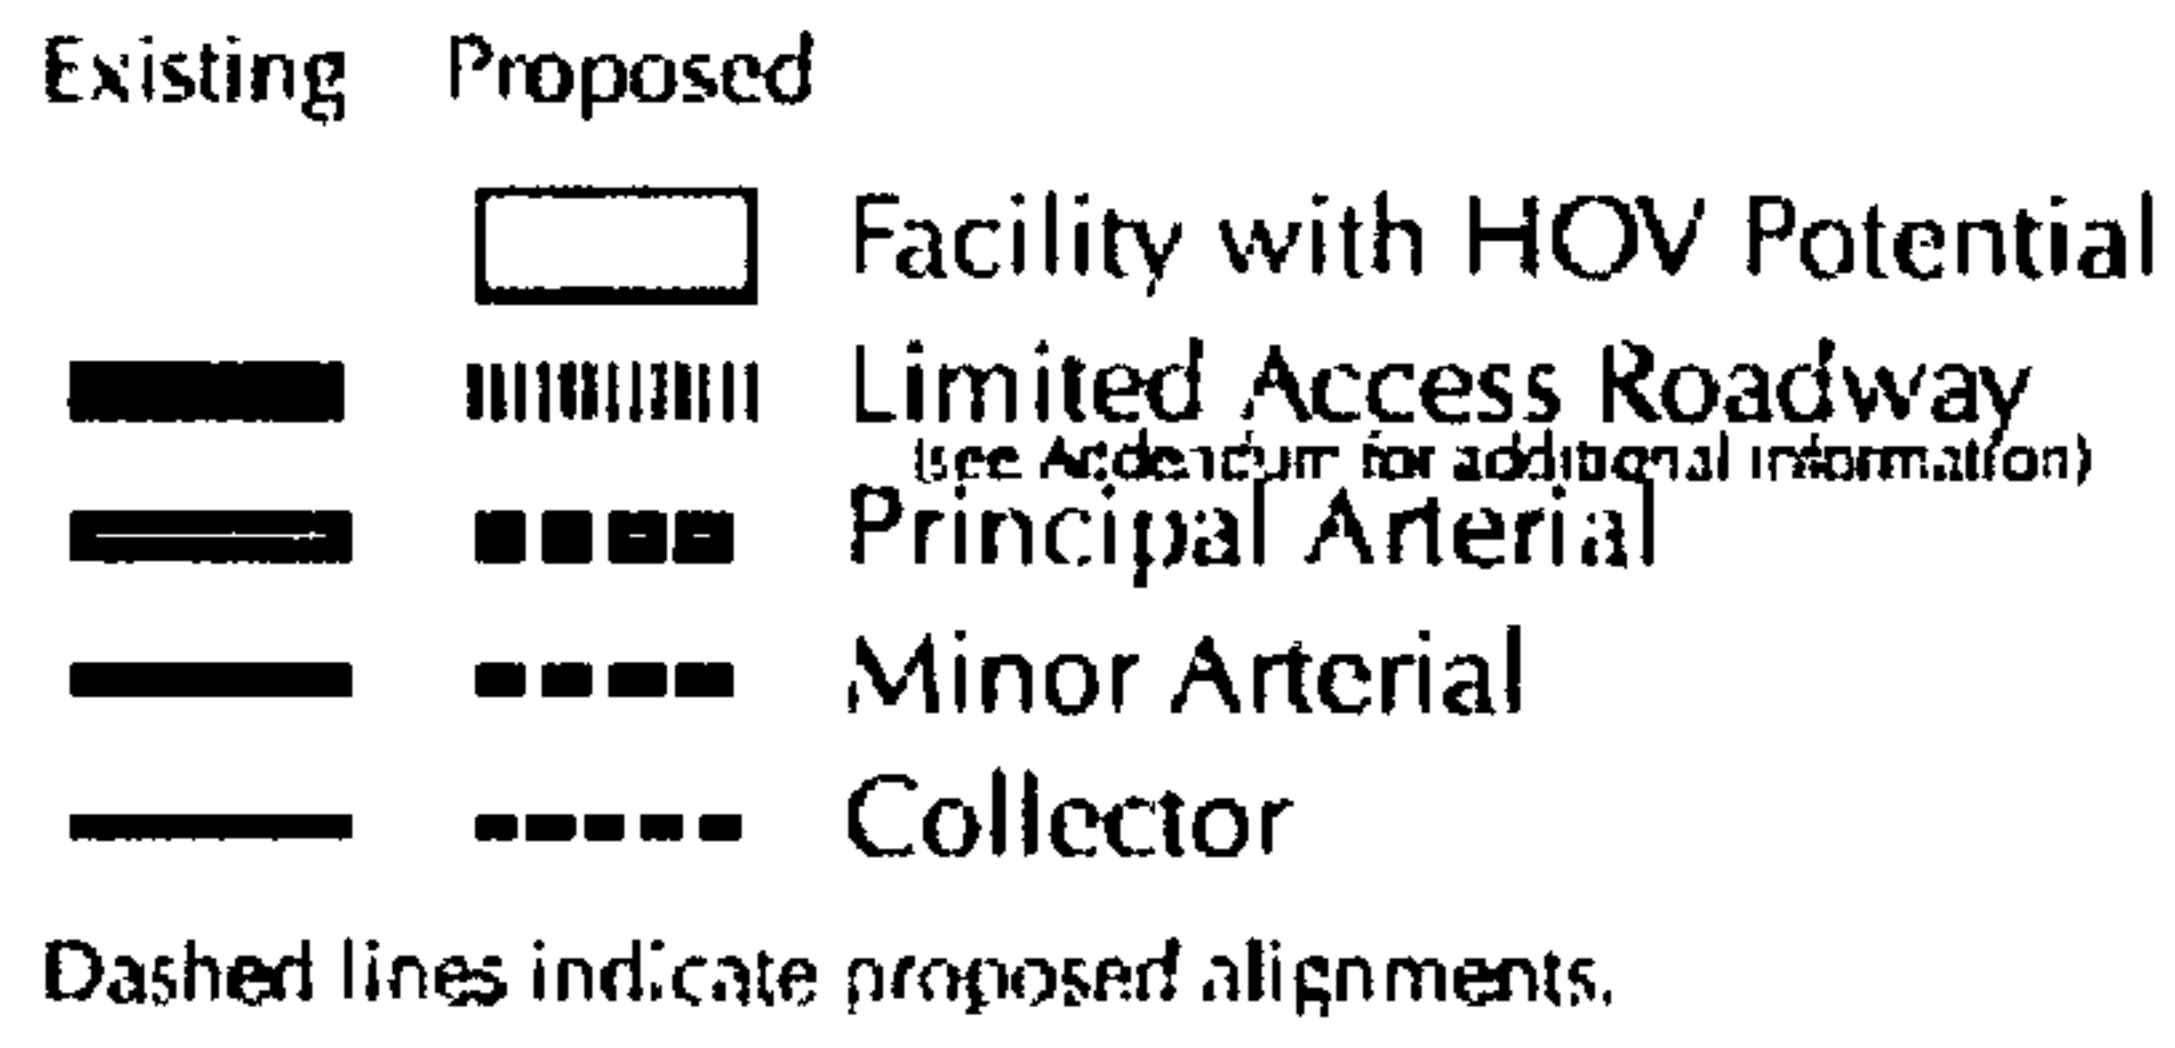 Existing Proposed
Facility with HOV Potential
Limited Access Roadway
(see Addendum for additional information)
Principal Arterial
Minor Arterial
Collector
Dashed lines indicate proposed alignments.